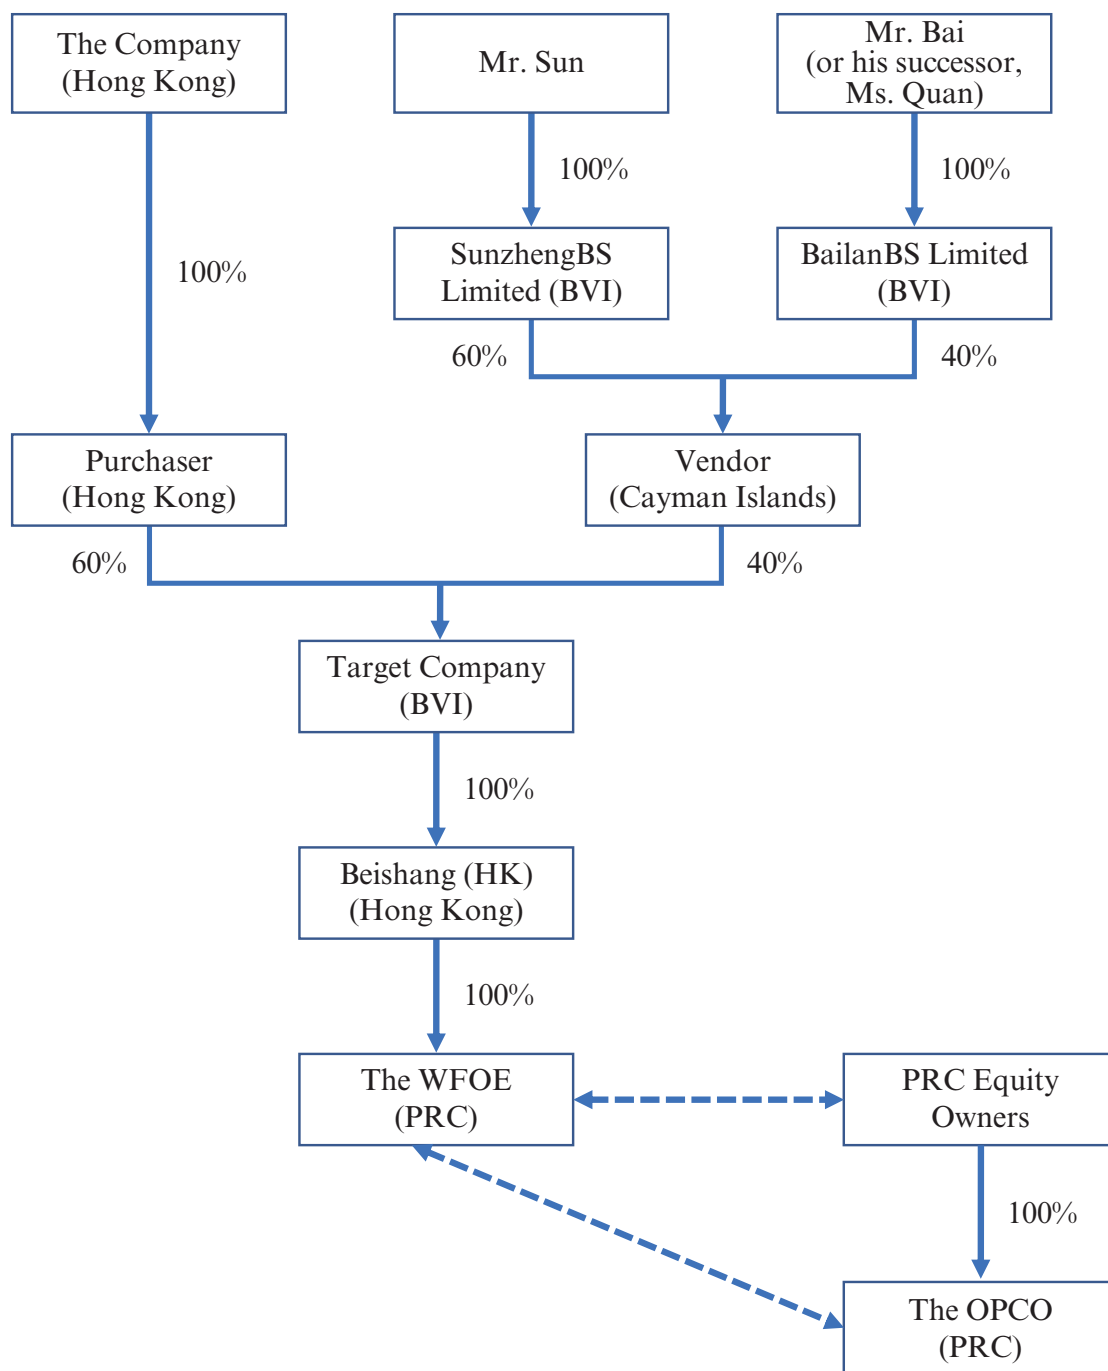 The Company
(Hong Kong)
Mr. Sun
Mr. Bai
(or his successor,
Ms. Quan)
100%
100%
100%
SunzhengBS
Limited (BVI)
BailanBS Limited
(BVI)
60%
40%
Purchaser
(Hong Kong)
Vendor
(Cayman Islands)
60%
40%
Target Company
(BVI)
100%
Beishang (HK)
(Hong Kong)
100%
The WFOE
(PRC)
PRC Equity
Owners
100%
The OPCO
(PRC)